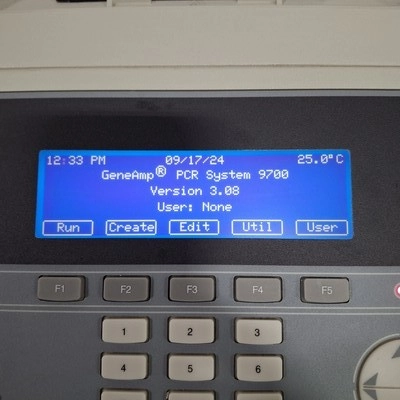 12:33 PM 09/17/24 25.0°C
GeneAmp® PCR System 9700
Version 3.08
User: None
Run Create Edit Util User
F1 F2 F3 F4 F5
1 2 3
4 5 6